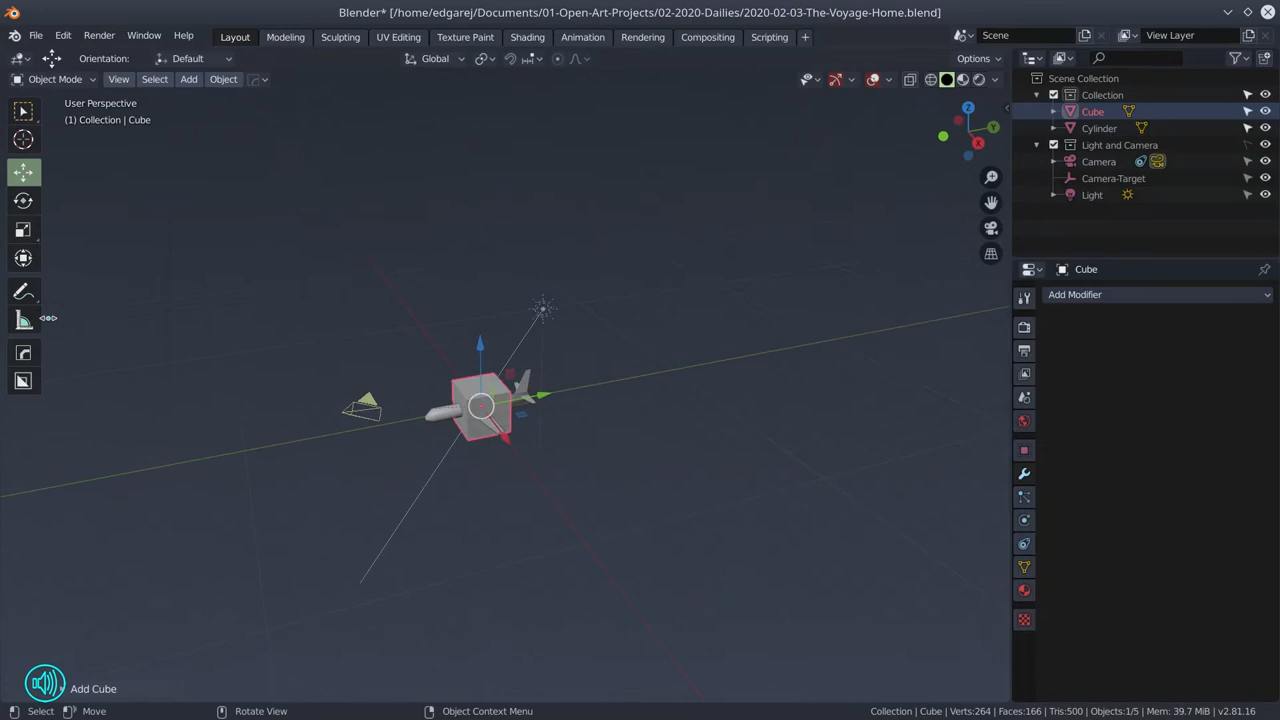 Blender* [/home/edgarej/Documents/01-Open-Art-Projects/02-2020-Dailies/2020-02-03-The-Voyage-Home.blend]
File Edit Render Window Help Layout Modeling Sculpting UV Editing Texture Paint Shading Animation Rendering Compositing Scripting + Scene View Layer
Orientation: Default Global Options
Object Mode View Select Add Object
User Perspective
(1) Collection | Cube
Z
Y
X
Scene Collection
Collection
Cube
Cylinder
Light and Camera
Camera
Camera-Target
Light
Cube
Add Modifier
Add Cube
Select Move Rotate View Object Context Menu Collection | Cube | Verts:264 | Faces:166 | Tris:500 | Objects:1/5 | Mem: 39.7 MiB | v2.81.16